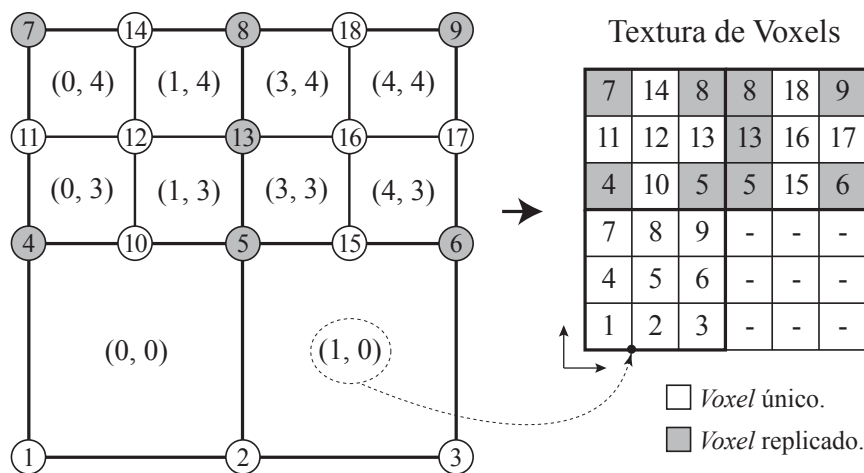 Textura de Voxels
7 14 8 18 9
(0, 4) (1, 4) (3, 4) (4, 4)
11 12 13 16 17
(0, 3) (1, 3) (3, 3) (4, 3)
4 10 5 15 6
(0, 0) (1, 0)
1 2 3
7 14 8 8 18 9
11 12 13 13 16 17
4 10 5 5 15 6
7 8 9 - - -
4 5 6 - - -
1 2 3 - - -
Voxel único.
Voxel replicado.